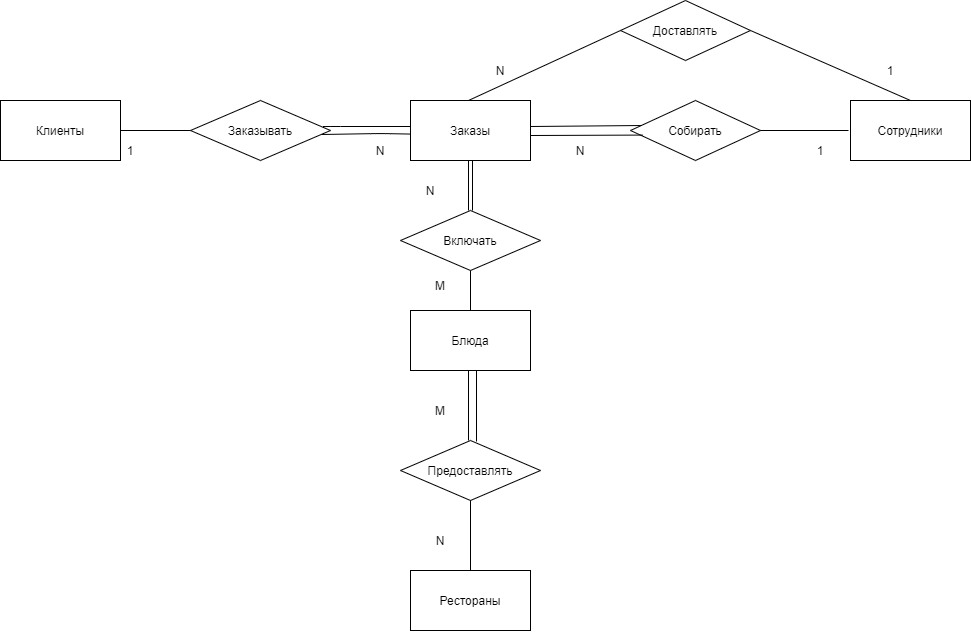 Доставлять
N
1
Клиенты
Заказывать
Заказы
Собирать
Сотрудники
1
N
N
1
N
Включать
M
Блюда
M
Предоставлять
N
Рестораны